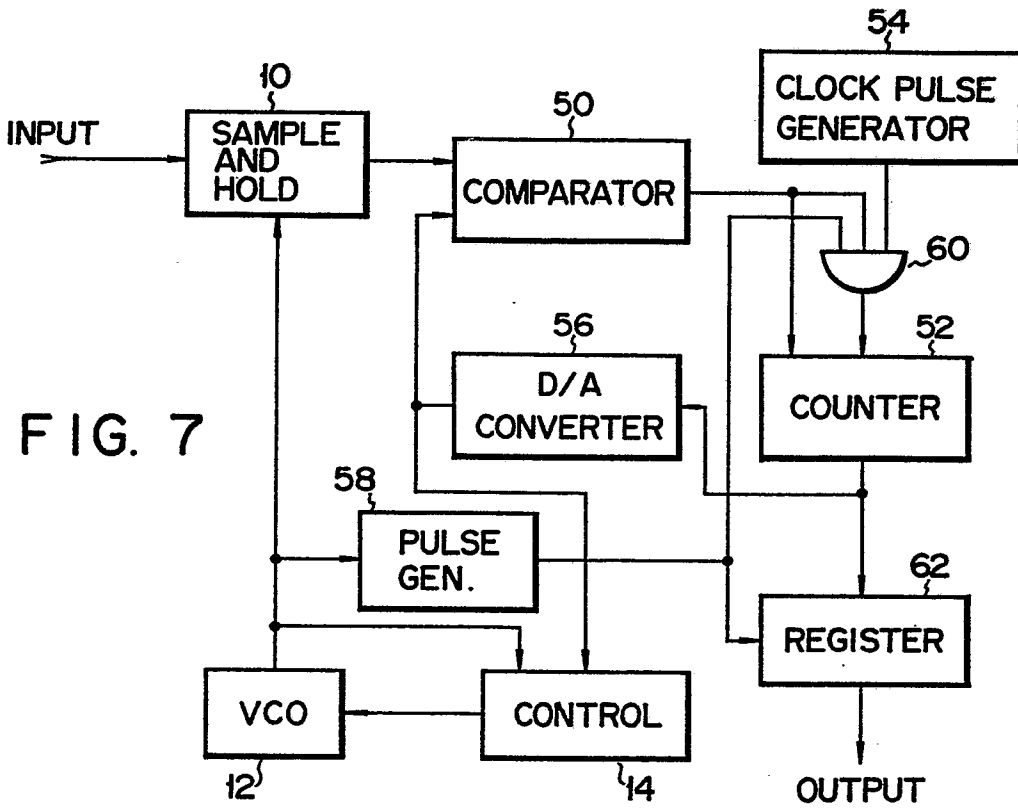 54
CLOCK PULSE
GENERATOR
10
INPUT
SAMPLE
AND
HOLD
50
COMPARATOR
60
56
D/A
CONVERTER
52
COUNTER
FIG. 7
58
PULSE
GEN.
62
REGISTER
VCO
CONTROL
12
14
OUTPUT